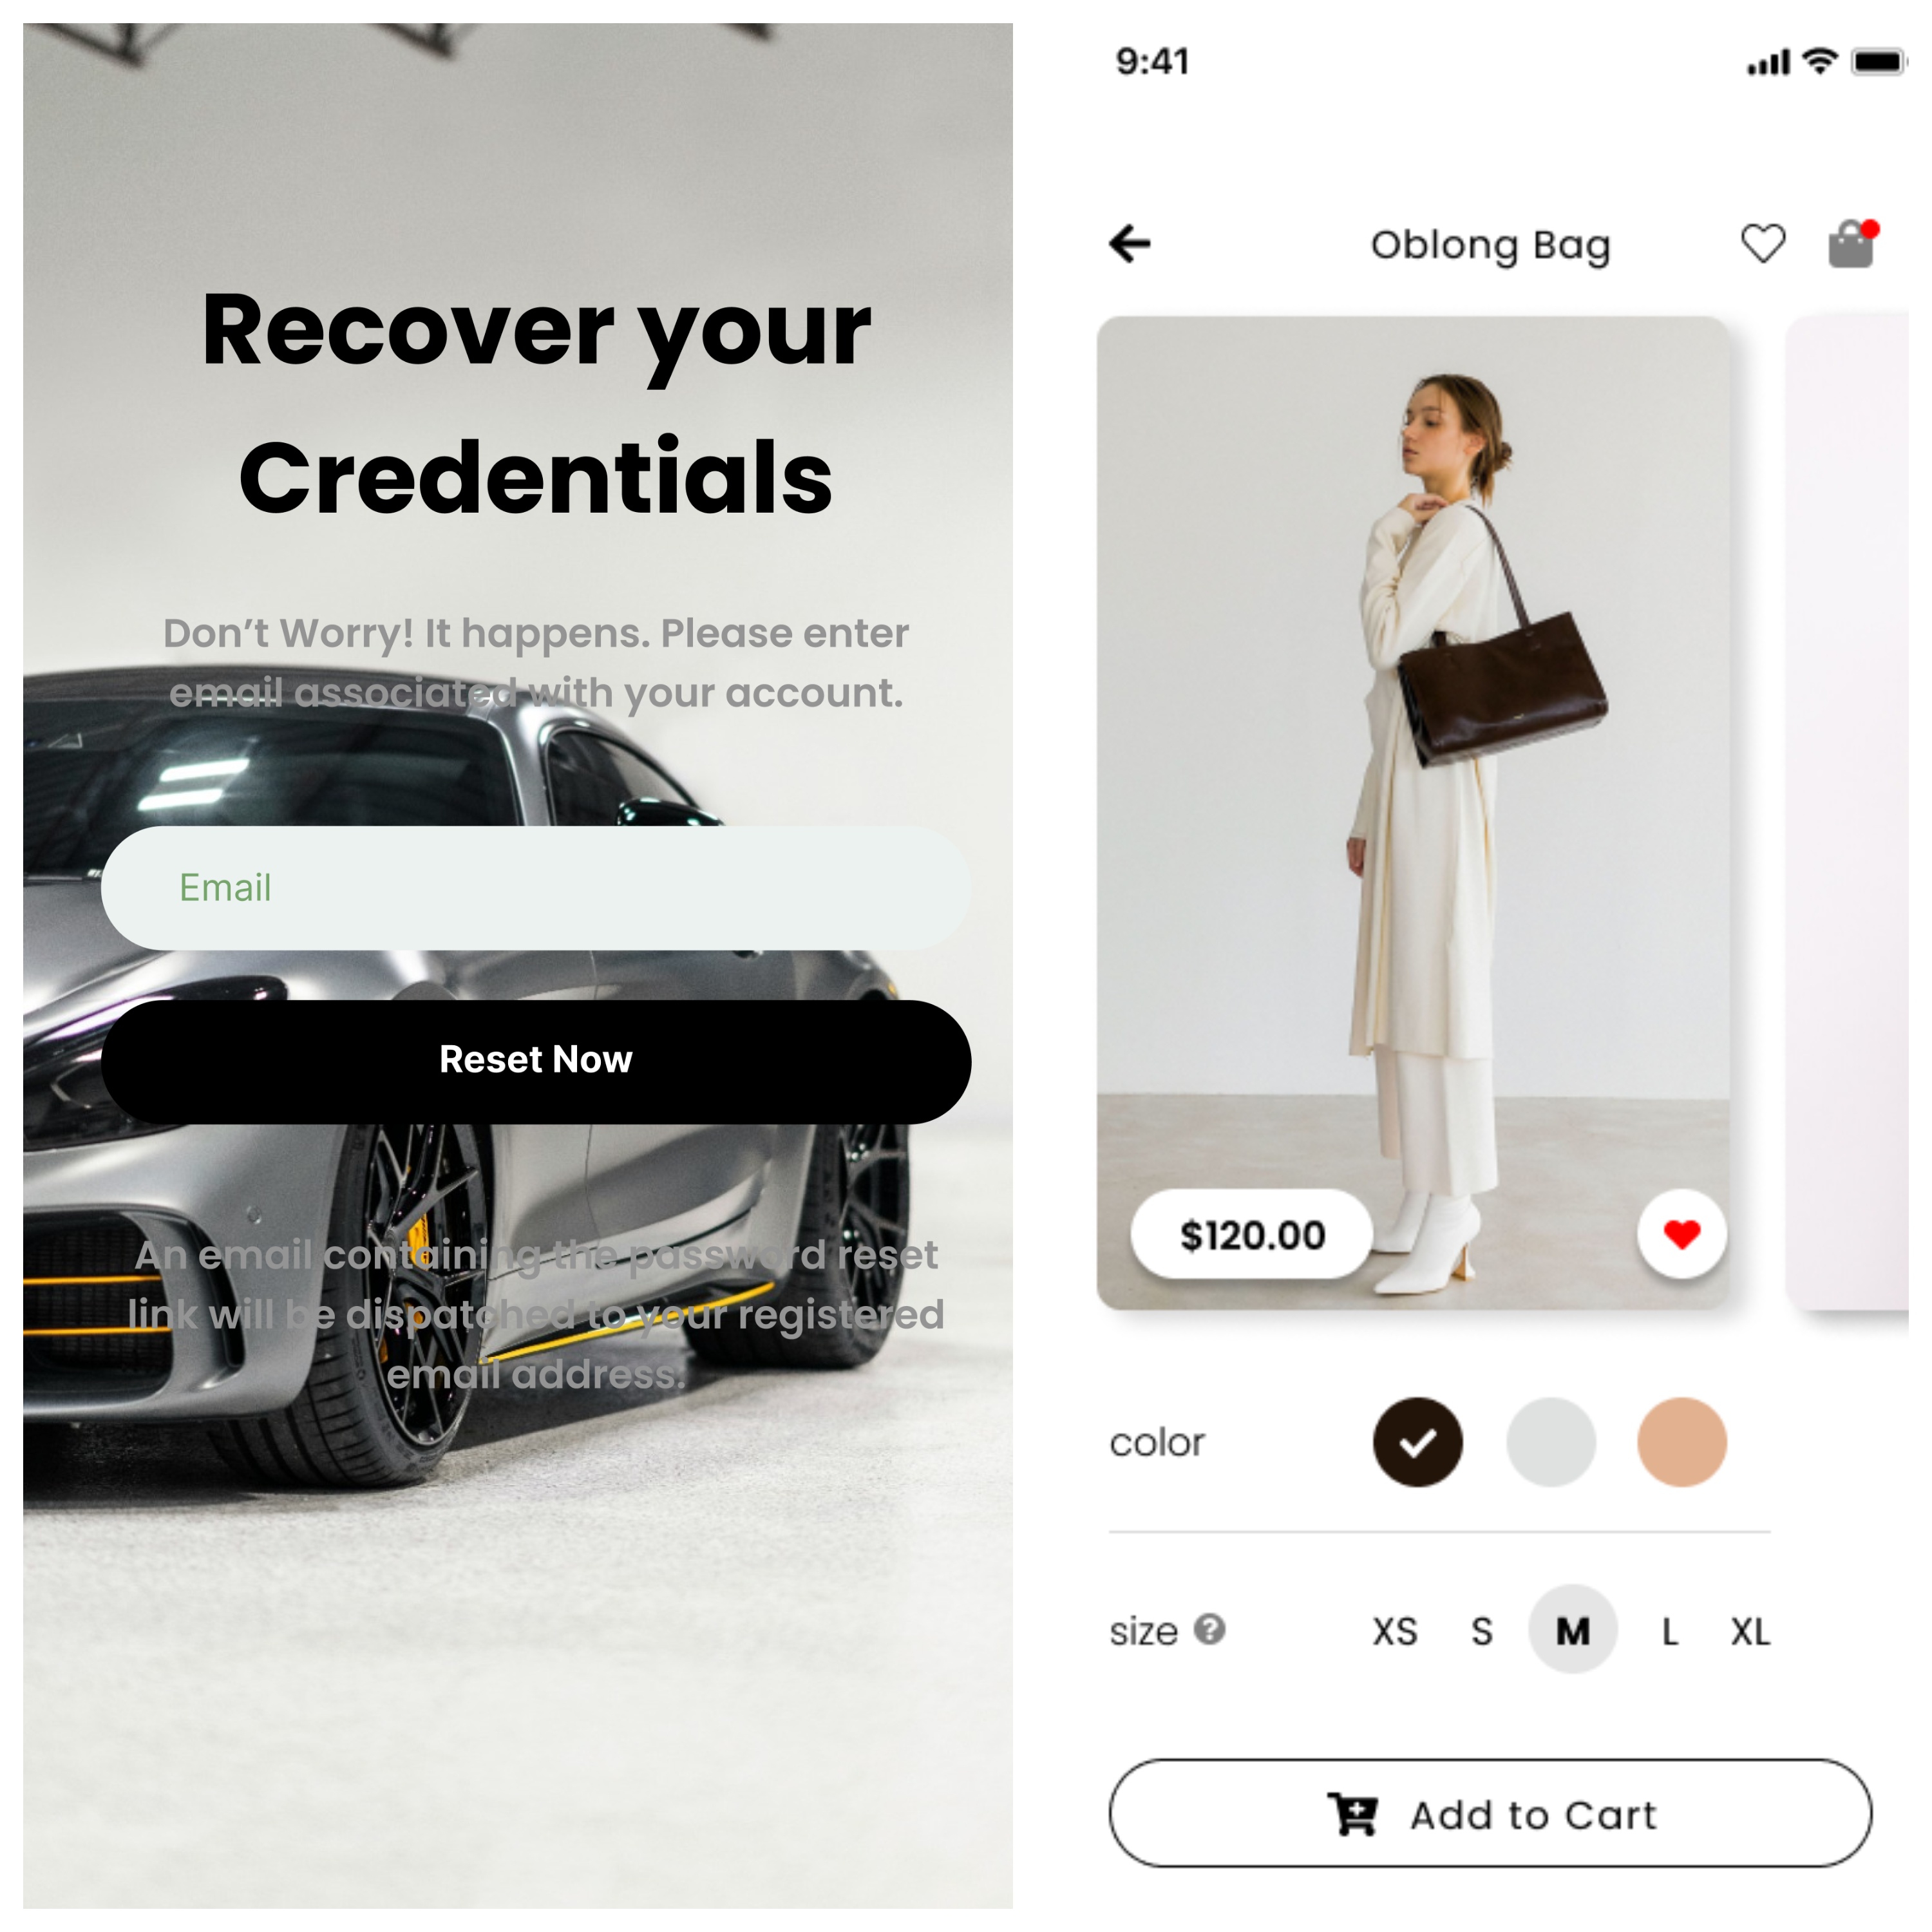 Recover your
Credentials
Don’t Worry! It happens. Please enter
email associated with your account.
Email
Reset Now
An email containing the password reset
link will be dispatched to your registered
email address.
9:41
Oblong Bag
$120.00
color
size ?
XS S M L XL
Add to Cart